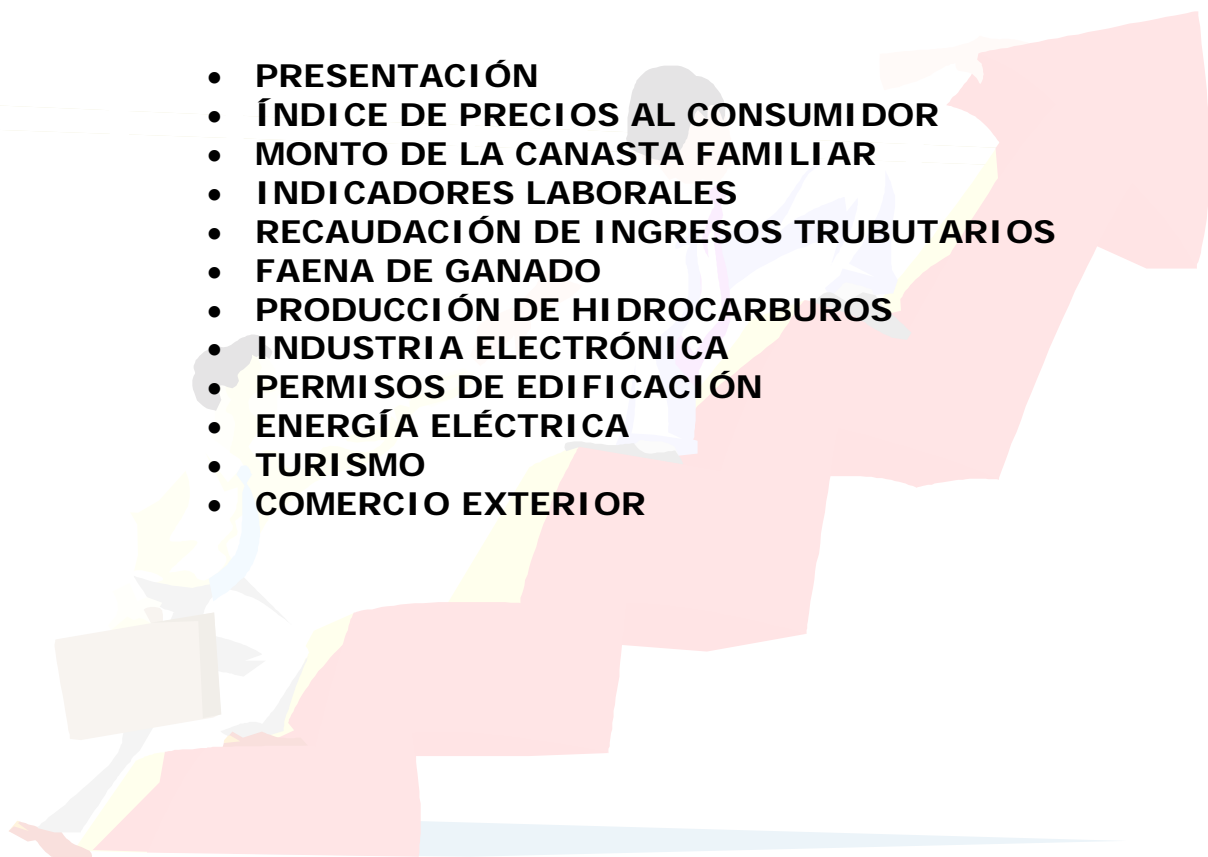 • PRESENTACIÓN
• ÍNDICE DE PRECIOS AL CONSUMIDOR
• MONTO DE LA CANASTA FAMILIAR
• INDICADORES LABORALES
• RECAUDACIÓN DE INGRESOS TRUBUTARIOS
• FAENA DE GANADO
• PRODUCCIÓN DE HIDROCARBUROS
• INDUSTRIA ELECTRÓNICA
• PERMISOS DE EDIFICACIÓN
• ENERGÍA ELÉCTRICA
• TURISMO
• COMERCIO EXTERIOR